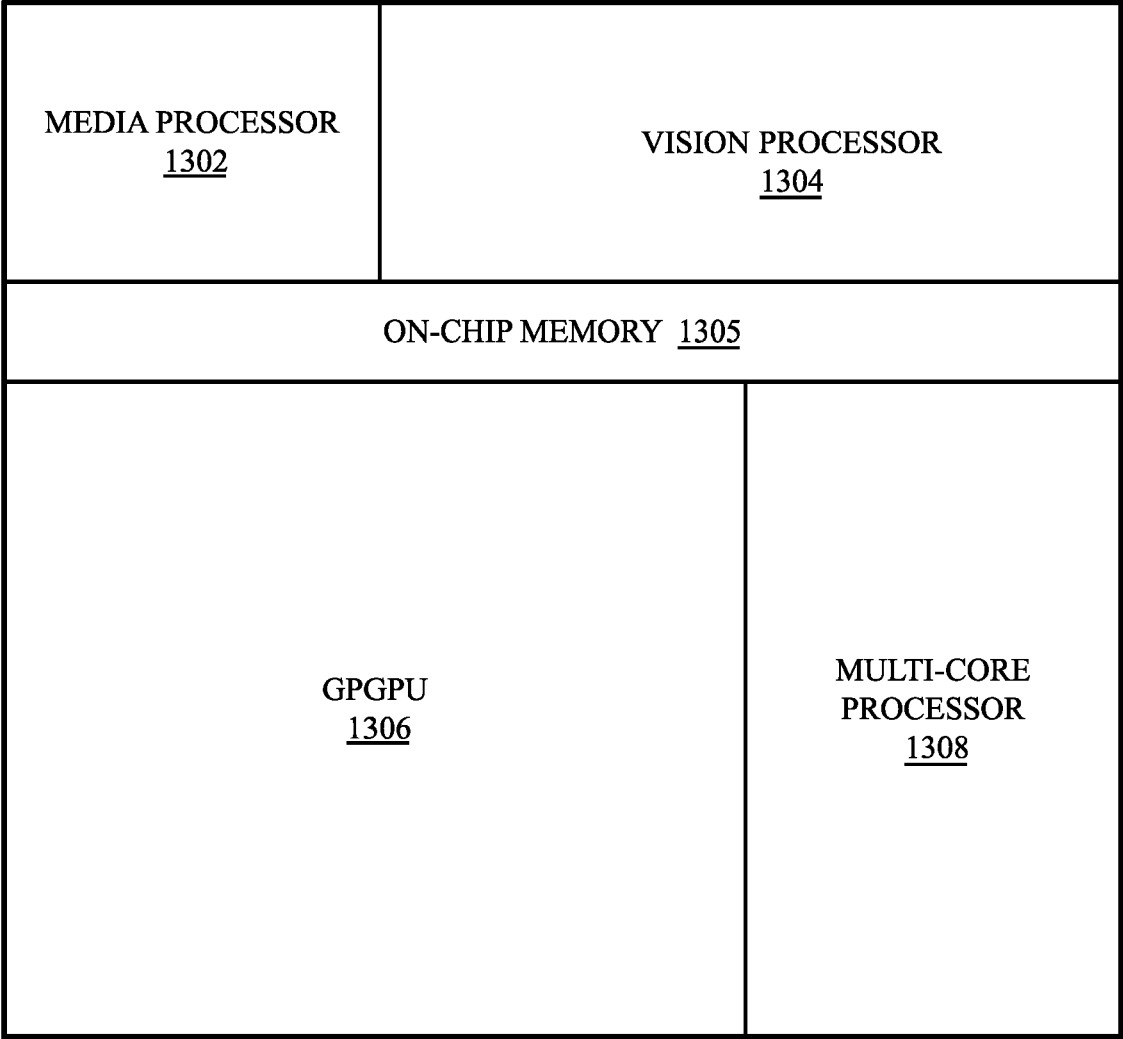 MEDIA PROCESSOR
1302
VISION PROCESSOR
1304
ON-CHIP MEMORY 1305
GPGPU
1306
MULTI-CORE
PROCESSOR
1308